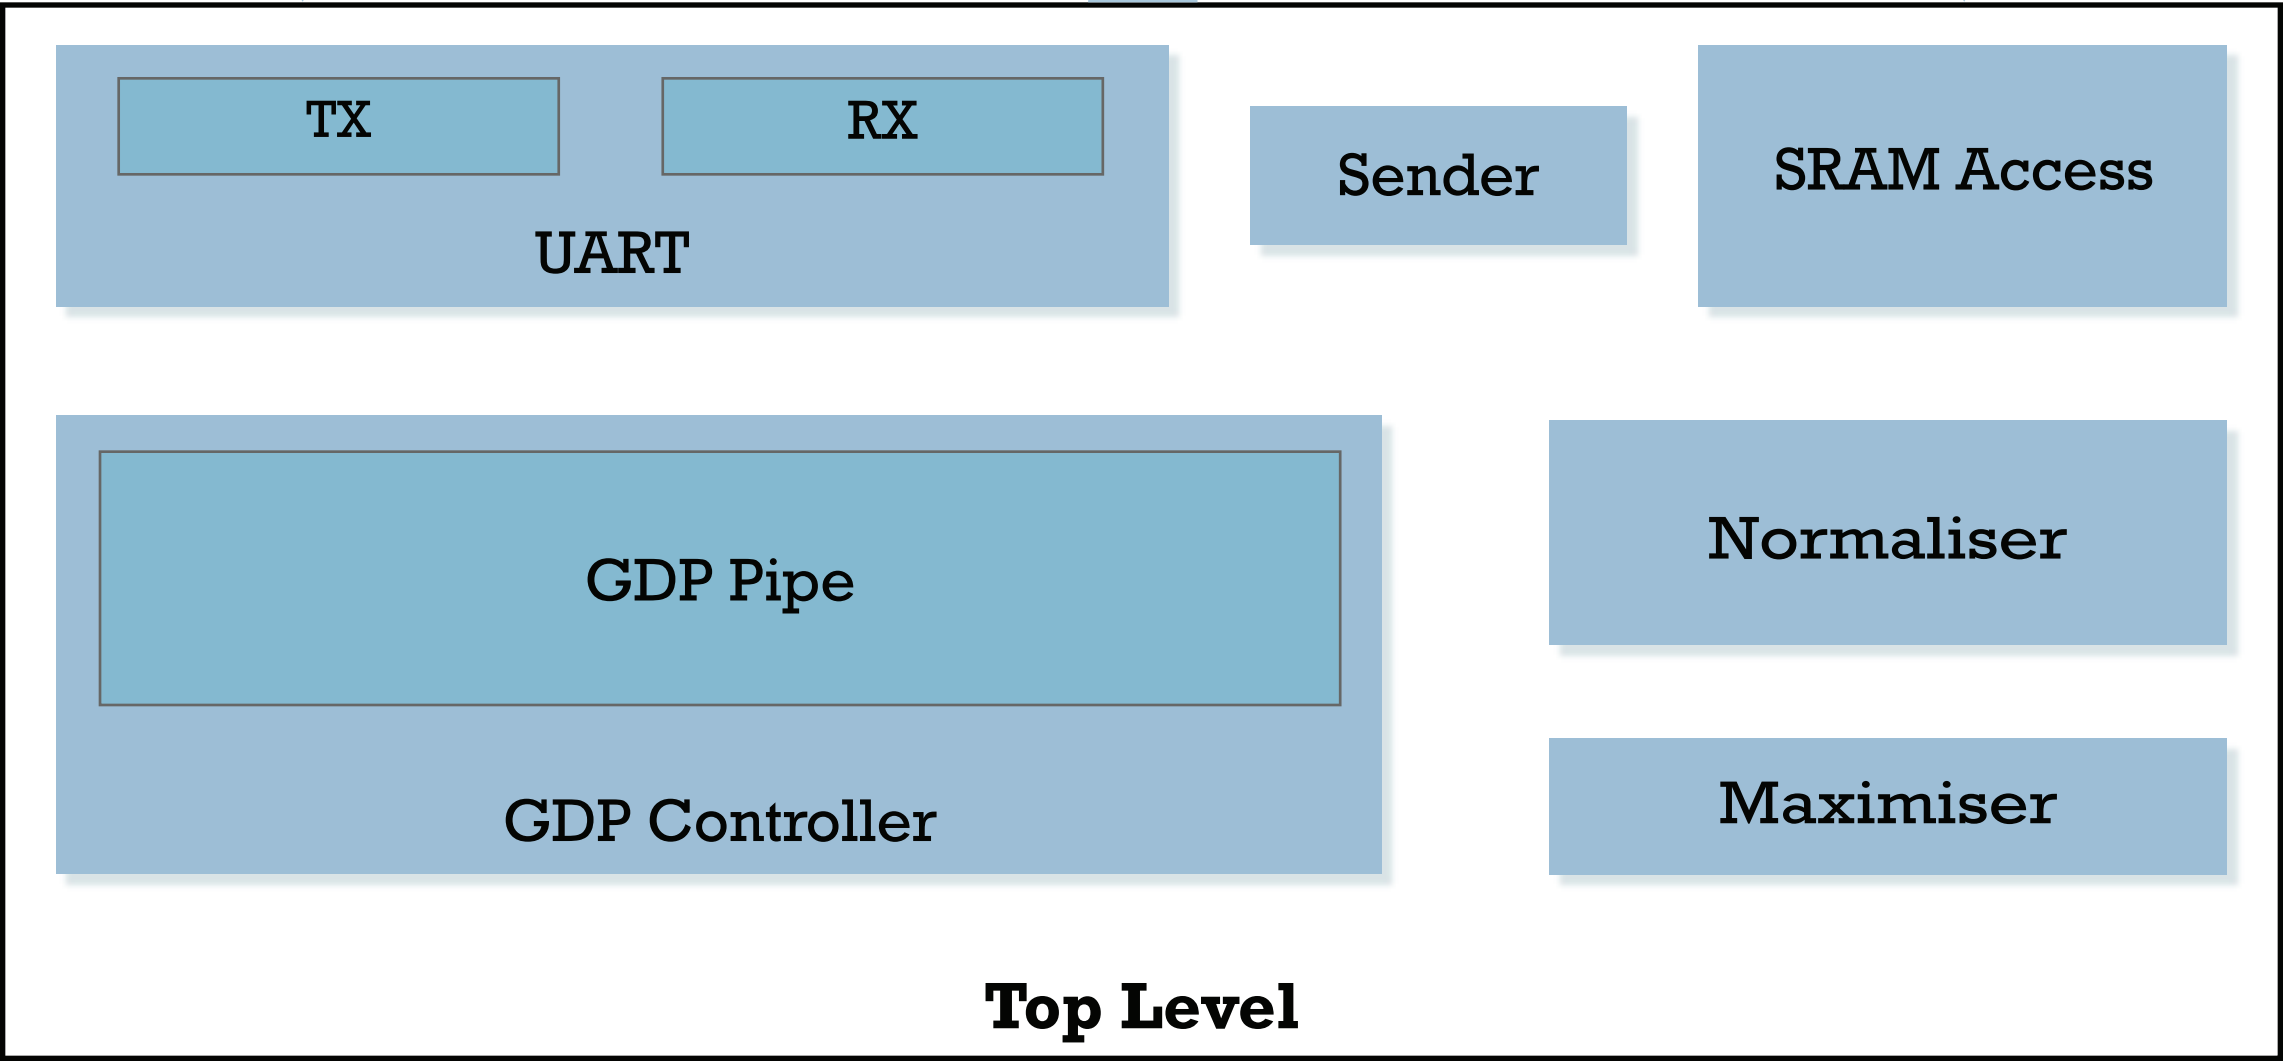 TX
RX
UART
Sender
SRAM Access
GDP Pipe
GDP Controller
Normaliser
Maximiser
Top Level